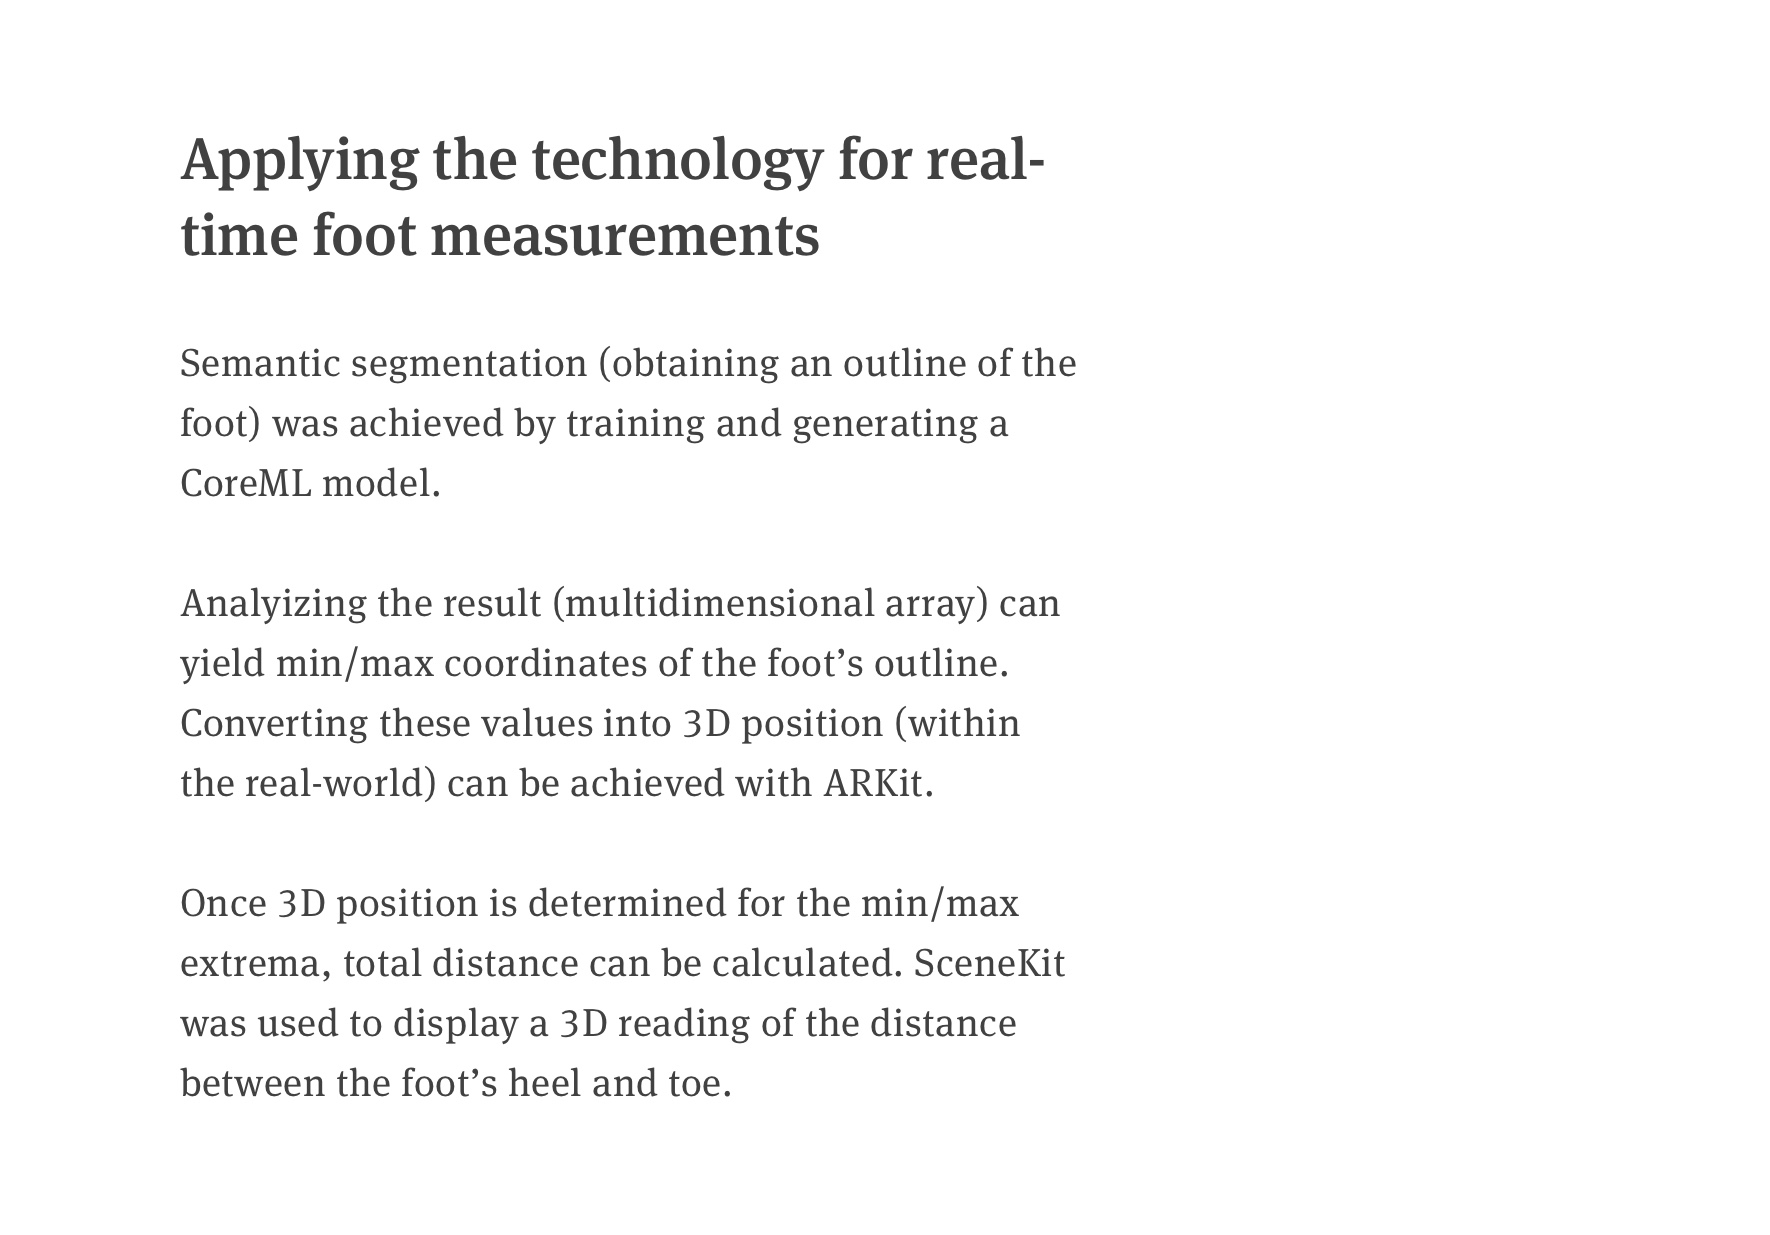 Applying the technology for real-
time foot measurements
Semantic segmentation (obtaining an outline of the
foot) was achieved by training and generating a
CoreML model.
Analyizing the result (multidimensional array) can
yield min/max coordinates of the foot’s outline.
Converting these values into 3D position (within
the real-world) can be achieved with ARKit.
Once 3D position is determined for the min/max
extrema, total distance can be calculated. SceneKit
was used to display a 3D reading of the distance
between the foot’s heel and toe.